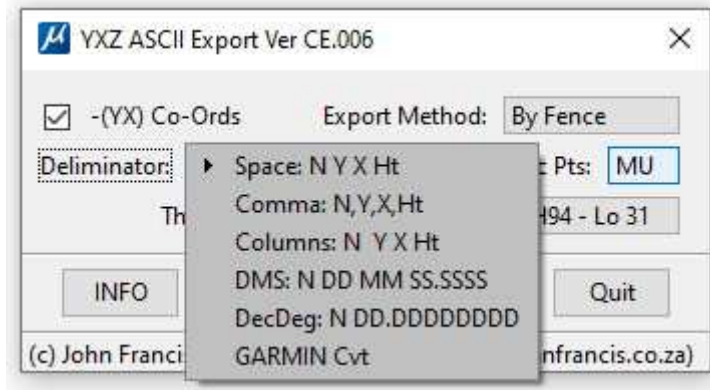 YXZ ASCII Export Ver CE.006
-(YX) Co-Ords Export Method: By Fence
Deliminator: Pts: MU
Space: N Y X Ht
Comma: N,Y,X,Ht
Th H94 - Lo 31
Columns: N Y X Ht
DMS: N DD MM SS.SSSS
INFO Quit
DecDeg: N DD.DDDDDDDD
GARMIN Cvt
(c) John Franci nfrancis.co.za)